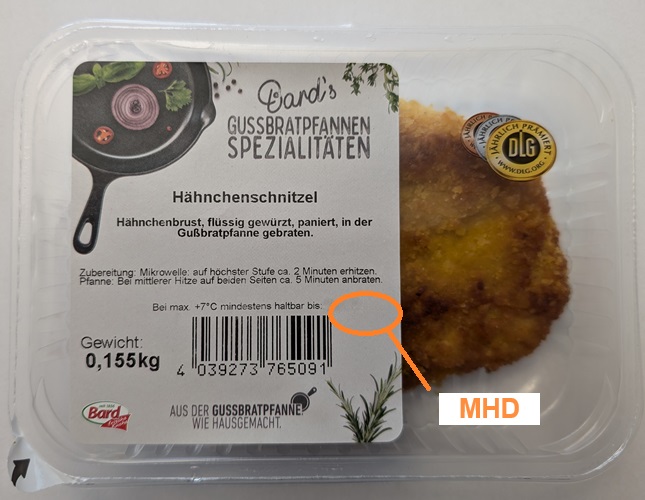 Bard's
GUSSBRATPFANNEN
SPEZIALITÄTEN
JÄHRLICH PRÄMIERT
DLG
WWW.DLG.ORG
Hähnchenschnitzel
Hähnchenbrust, flüssig gewürzt, paniert, in der
Gußbratpfanne gebraten.
Zubereitung: Mikrowelle: auf höchster Stufe ca. 2 Minuten erhitzen.
Pfanne: Bei mittlerer Hitze auf beiden Seiten ca. 5 Minuten anbraten.
Bei max. +7°C mindestens haltbar bis:
Gewicht:
0,155kg
4 039273 765091
MHD
Bard
AUS DER GUSSBRATPFANNE
WIE HAUSGEMACHT.